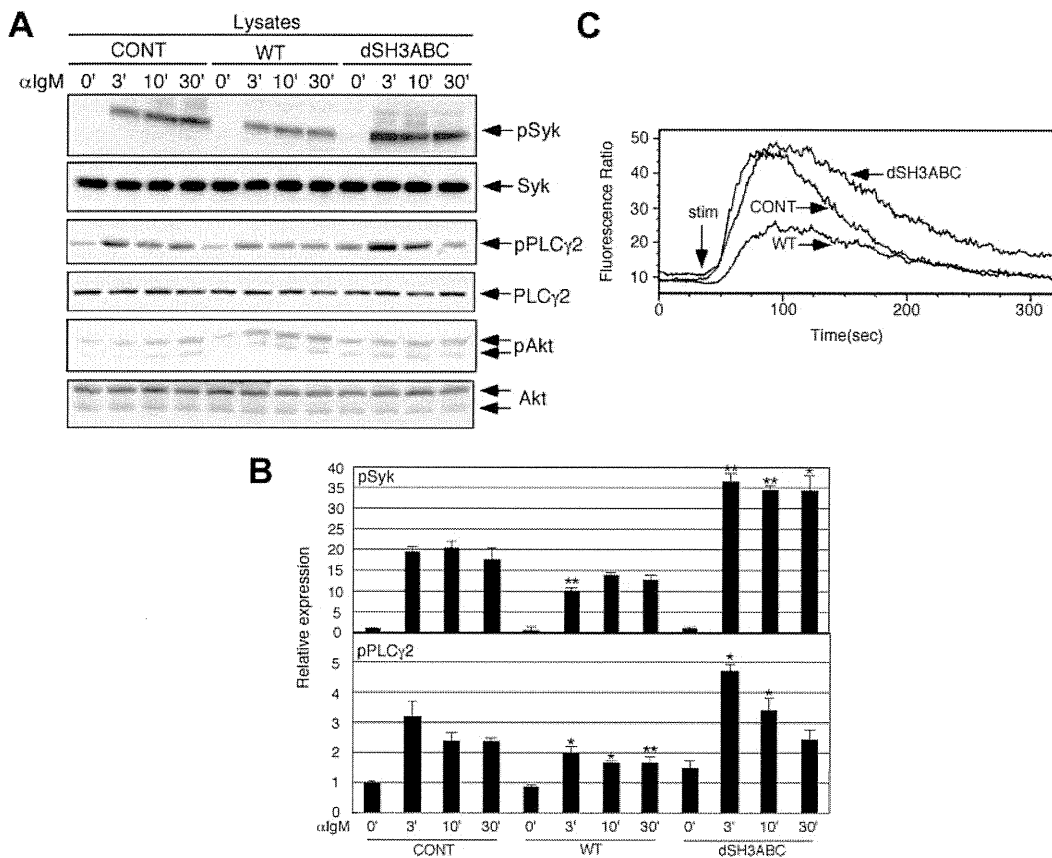 A
Lysates
CONT WT dSH3ABC
αIgM 0' 3' 10' 30' 0' 3' 10' 30' 0' 3' 10' 30'
pSyk
Syk
pPLCγ2
PLCγ2
pAkt
Akt
C
Fluorescence Ratio
50
40
30
20
10
stim
dSH3ABC
CONT
WT
0 100 200 300
Time(sec)
B
Relative expression
pSyk
40
35
30
25
20
15
10
5
0
** ** ** *
pPLCγ2
5
4
3
2
1
0
* * ** * *
αIgM 0' 3' 10' 30' 0' 3' 10' 30' 0' 3' 10' 30'
CONT WT dSH3ABC